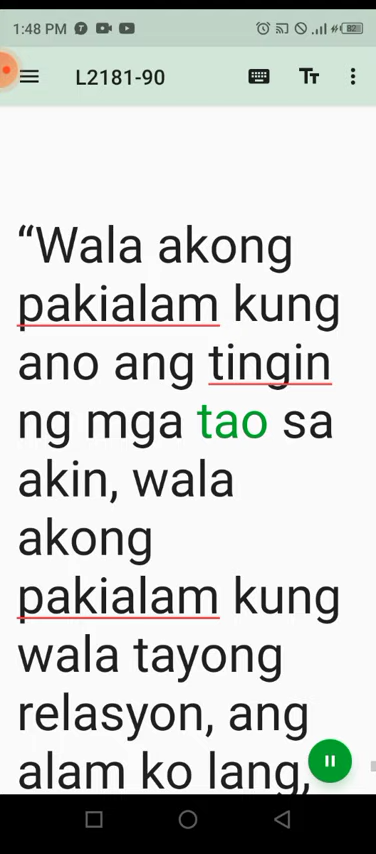 1:48 PM
82
L2181-90
“Wala akong
pakialam kung
ano ang tingin
ng mga tao sa
akin, wala
akong
pakialam kung
wala tayong
relasyon, ang
alam ko lang,